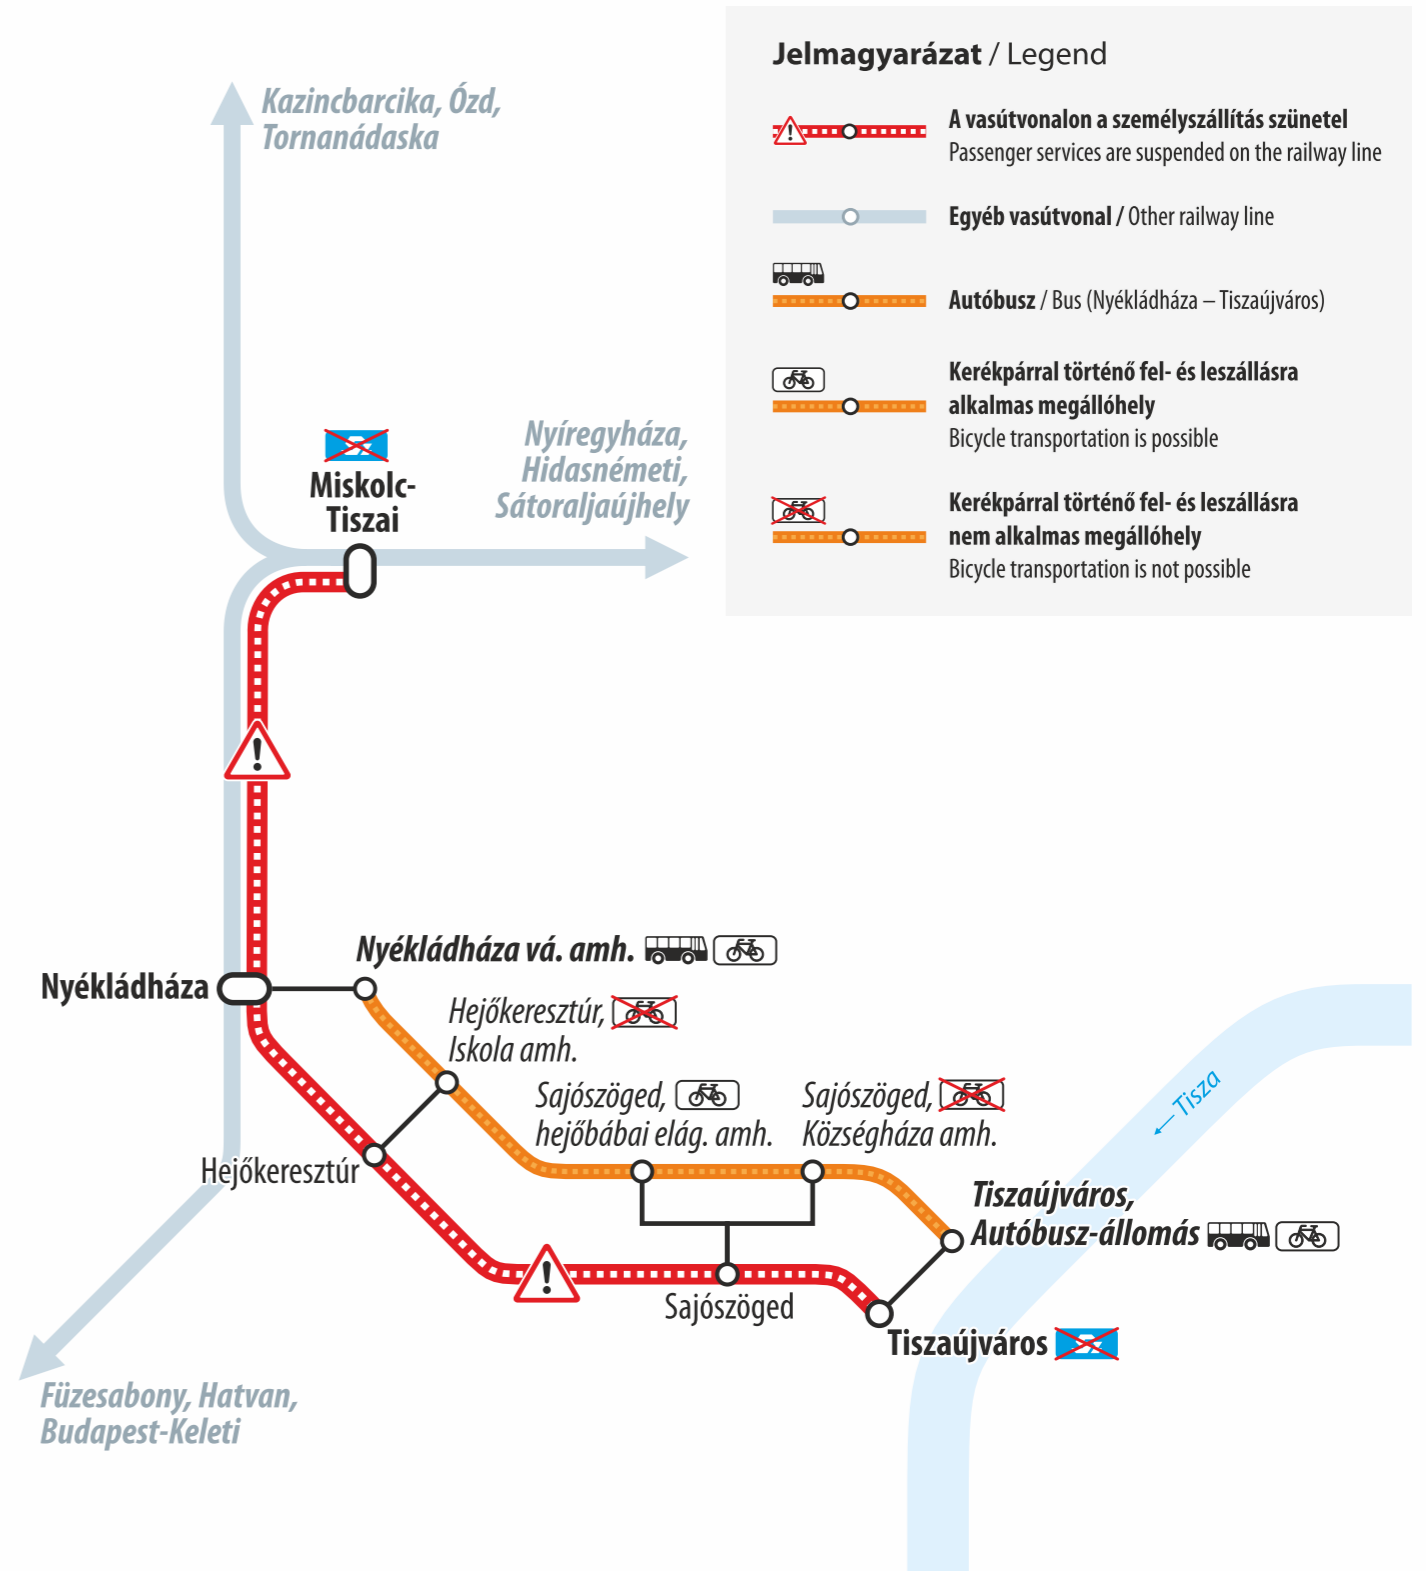 Jelmagyarázat / Legend
A vasútvonalon a személyszállítás szünetel
Passenger services are suspended on the railway line
Egyéb vasútvonal / Other railway line
Autóbusz / Bus (Nyékládháza – Tiszaújváros)
Kerékpárral történő fel- és leszállásra
alkalmas megállóhely
Bicycle transportation is possible
Kerékpárral történő fel- és leszállásra
nem alkalmas megállóhely
Bicycle transportation is not possible
Kazincbarcika, Ózd,
Tornanádaska
Nyíregyháza,
Hidasnémeti,
Sátoraljaújhely
Miskolc-
Tiszai
Nyékládháza vá. amh.
Nyékládháza
Hejőkeresztúr,
Iskola amh.
Sajószöged,
hejőbábai elág. amh.
Sajószöged,
Községháza amh.
← Tisza
Hejőkeresztúr
Tiszaújváros,
Autóbusz-állomás
Sajószöged
Tiszaújváros
Füzesabony, Hatvan,
Budapest-Keleti